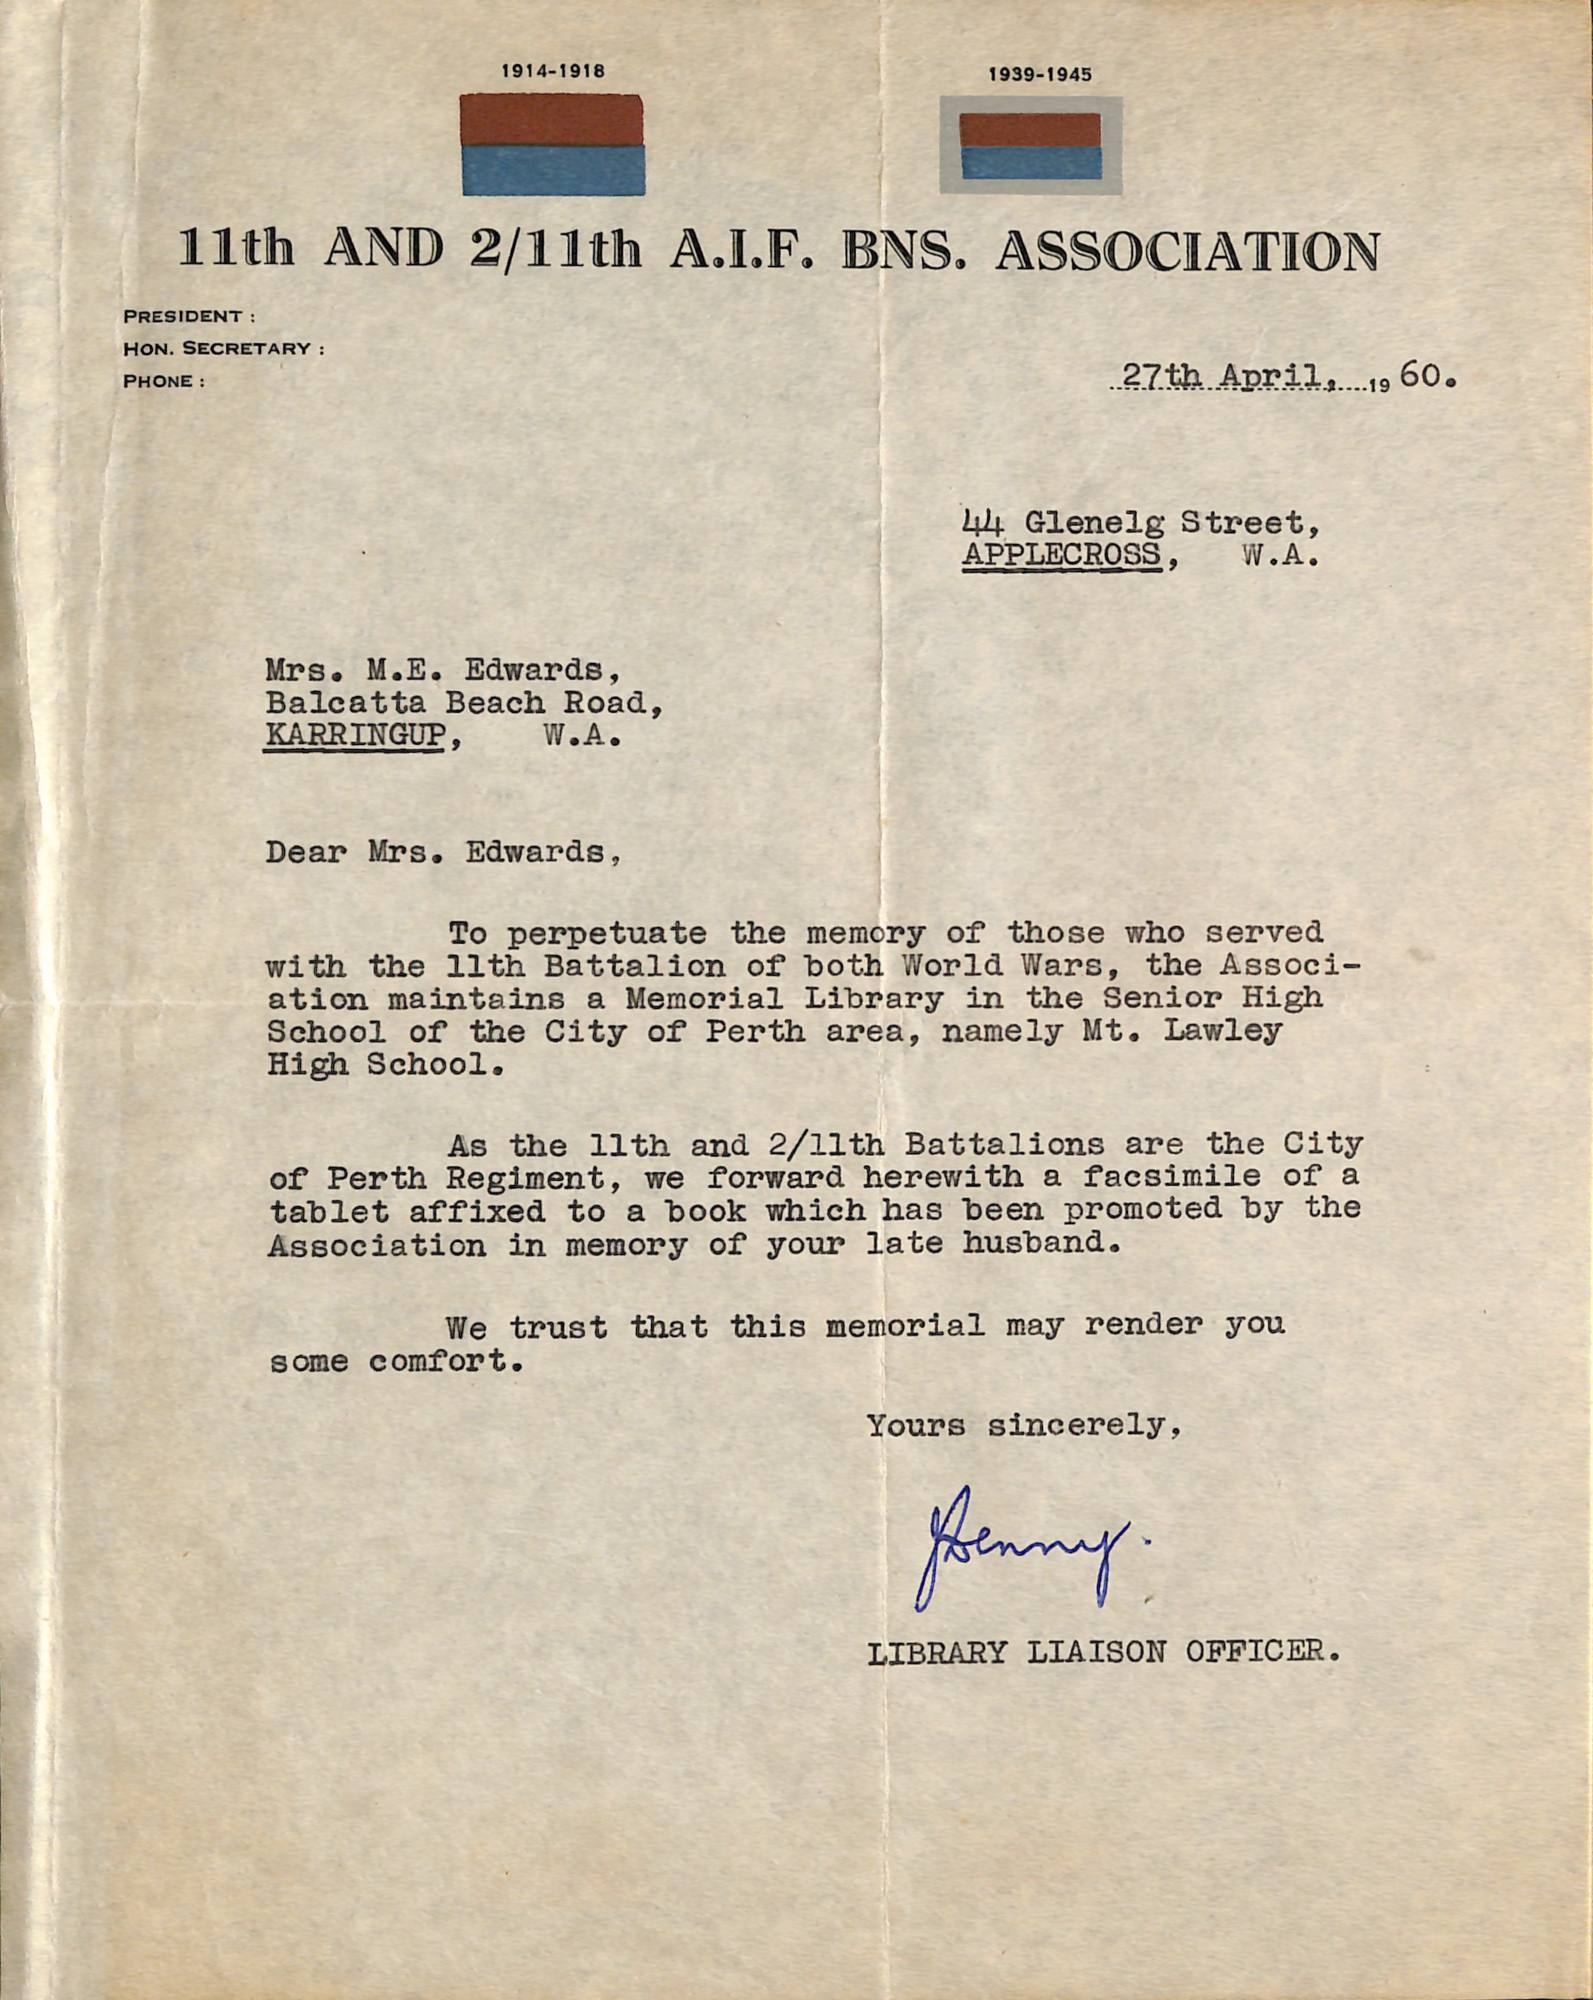 1914-1918
1939-1945
11th AND 2/11th A.I.F. BNS. ASSOCIATION
PRESIDENT :
HON. SECRETARY :
PHONE :
27th April, 1960.
44 Glenelg Street,
APPLECROSS, W.A.
Mrs. M.E. Edwards,
Balcatta Beach Road,
KARRINGUP, W.A.
Dear Mrs. Edwards,
To perpetuate the memory of those who served
with the 11th Battalion of both World Wars, the Associ-
ation maintains a Memorial Library in the Senior High
School of the City of Perth area, namely Mt. Lawley
High School.
As the 11th and 2/11th Battalions are the City
of Perth Regiment, we forward herewith a facsimile of a
tablet affixed to a book which has been promoted by the
Association in memory of your late husband.
We trust that this memorial may render you
some comfort.
Yours sincerely,
LIBRARY LIAISON OFFICER.